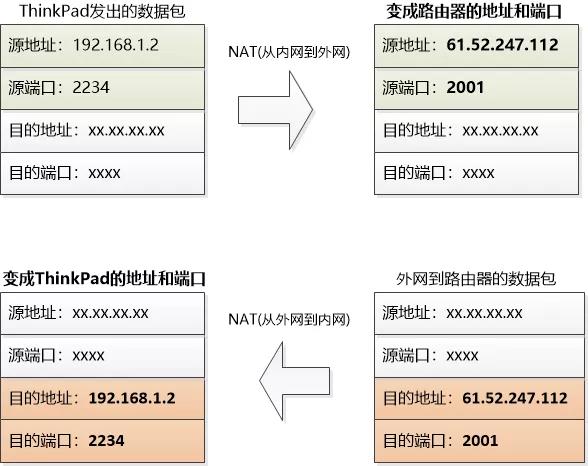 ThinkPad发出的数据包
源地址：192.168.1.2
源端口：2234
目的地址：xx.xx.xx.xx
目的端口：xxxx
NAT(从内网到外网)
变成路由器的地址和端口
源地址：61.52.247.112
源端口：2001
目的地址：xx.xx.xx.xx
目的端口：xxxx
变成ThinkPad的地址和端口
源地址：xx.xx.xx.xx
源端口：xxxx
目的地址：192.168.1.2
目的端口：2234
NAT(从外网到内网)
外网到路由器的数据包
源地址：xx.xx.xx.xx
源端口：xxxx
目的地址：61.52.247.112
目的端口：2001